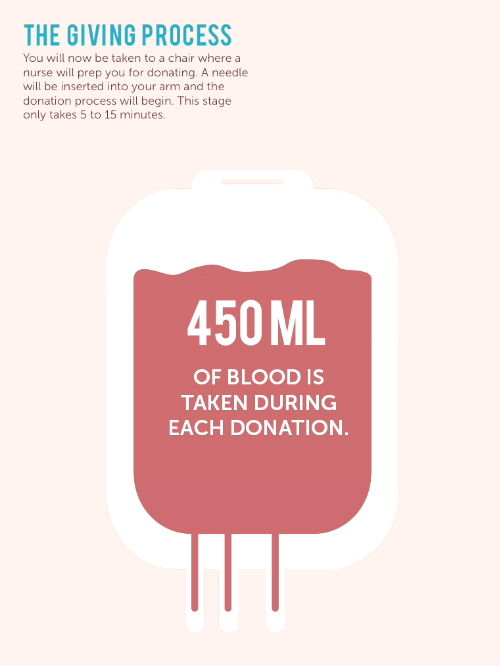 THE GIVING PROCESS
You will now be taken to a chair where a
nurse will prep you for donating. A needle
will be inserted into your arm and the
donation process will begin. This stage
only takes 5 to 15 minutes.
450 ML
OF BLOOD IS
TAKEN DURING
EACH DONATION.